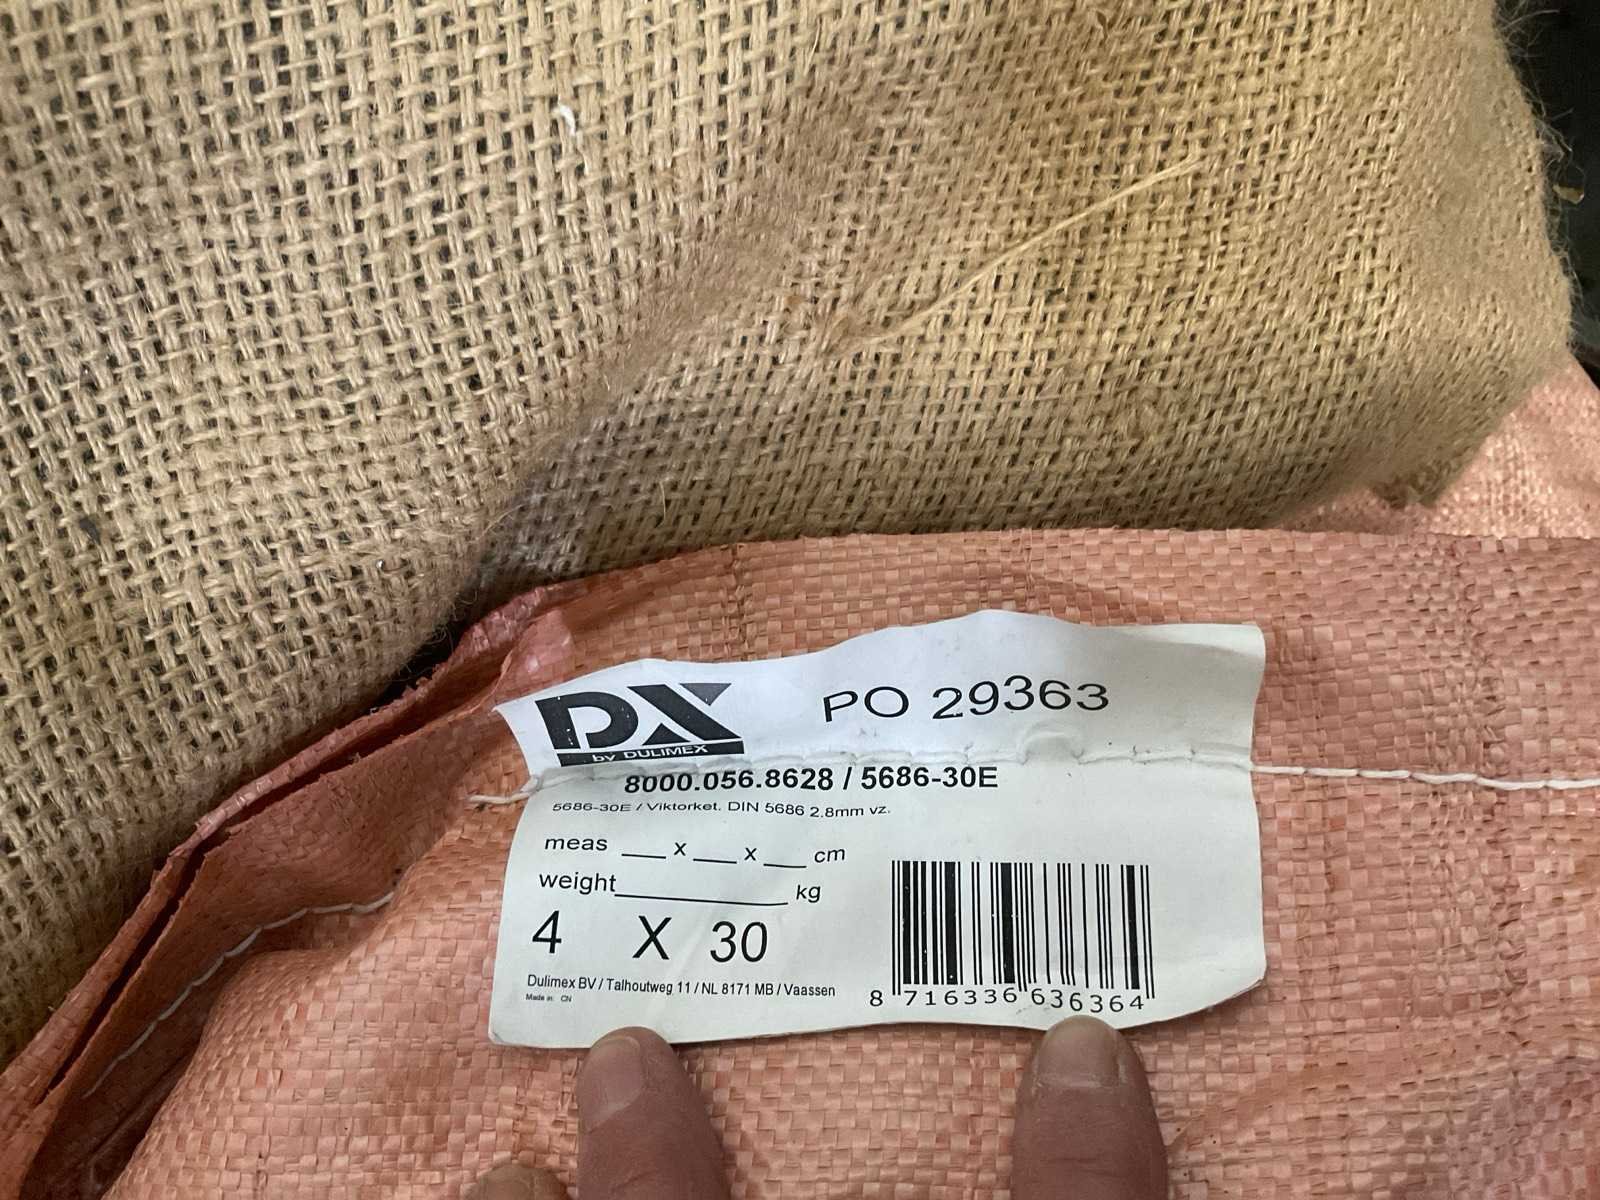 DX
by DULIMEX
PO 29363
8000.056.8628 / 5686-30E
5686-30E / Viktorket. DIN 5686 2.8mm vz.
meas ___ x ___ x ___ cm
weight____________ kg
4 X 30
Dulimex BV / Talhoutweg 11 / NL 8171 MB / Vaassen
Made in: CN
8 716336 636364